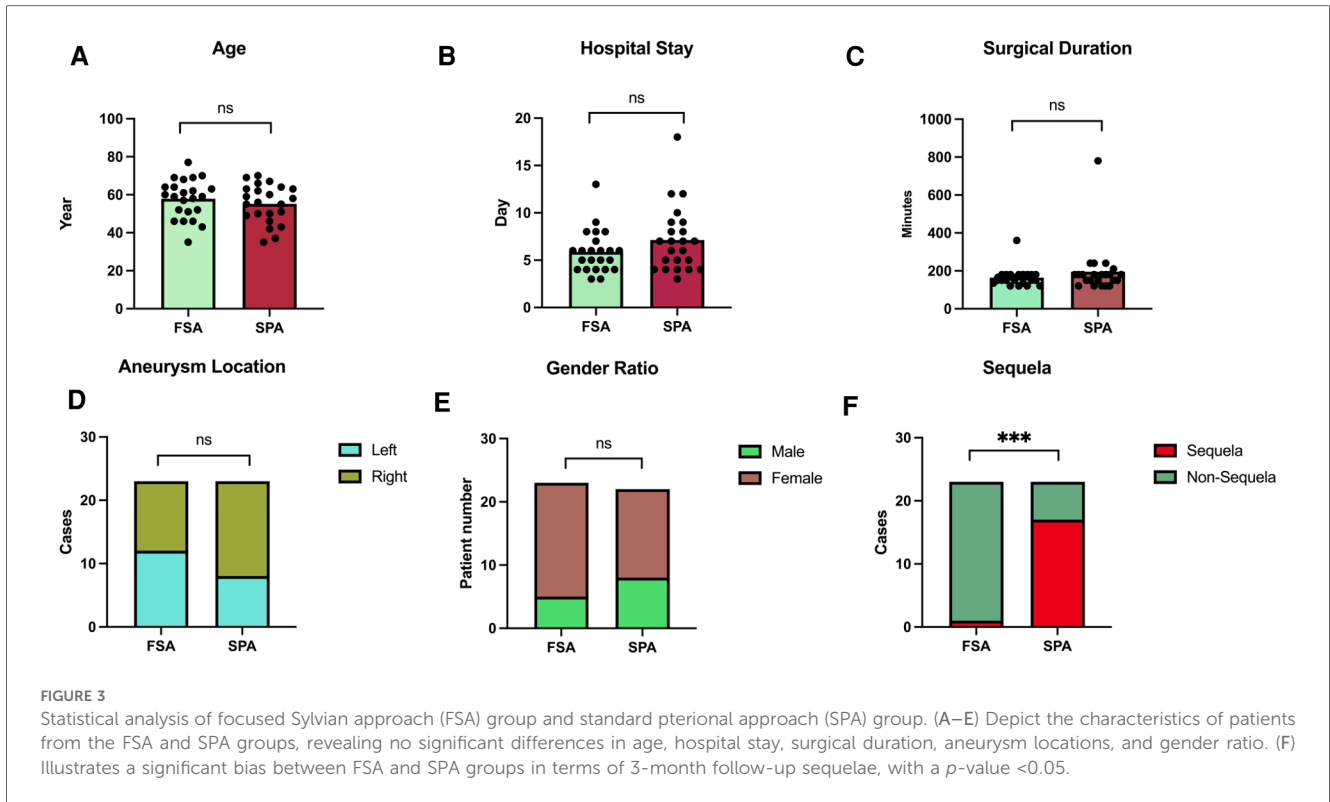 A
Age
ns
100
80
60
40
20
0
Year
FSA
SPA
B
Hospital Stay
ns
20
15
10
5
0
Day
FSA
SPA
C
Surgical Duration
ns
1000
800
600
400
200
0
Minutes
FSA
SPA
Aneurysm Location
D
ns
30
20
10
0
Cases
FSA
SPA
Left
Right
Gender Ratio
E
ns
30
20
10
0
Patient number
FSA
SPA
Male
Female
Sequela
F
***
30
20
10
0
Cases
FSA
SPA
Sequela
Non-Sequela
FIGURE 3
Statistical analysis of focused Sylvian approach (FSA) group and standard pterional approach (SPA) group. (A–E) Depict the characteristics of patients
from the FSA and SPA groups, revealing no significant differences in age, hospital stay, surgical duration, aneurysm locations, and gender ratio. (F)
Illustrates a significant bias between FSA and SPA groups in terms of 3-month follow-up sequelae, with a p-value <0.05.